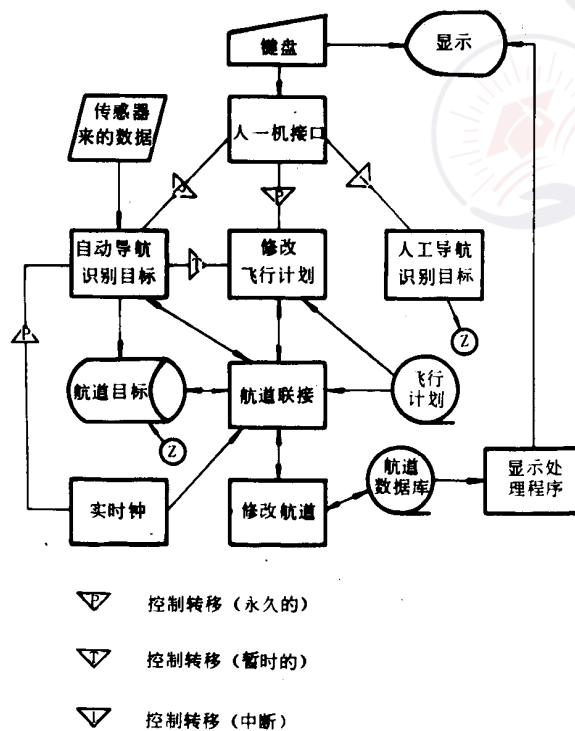 键盘
显示
传感器
来的数据
人一机接口
P
自动导航
识别目标
T
修改
飞行计划
人工导航
识别目标
P
Z
航道目标
航道联接
飞行
计划
Z
实时钟
修改航道
航道
数据库
显示处
理程序
P 控制转移（永久的）
T 控制转移（暂时的）
I 控制转移（中断）